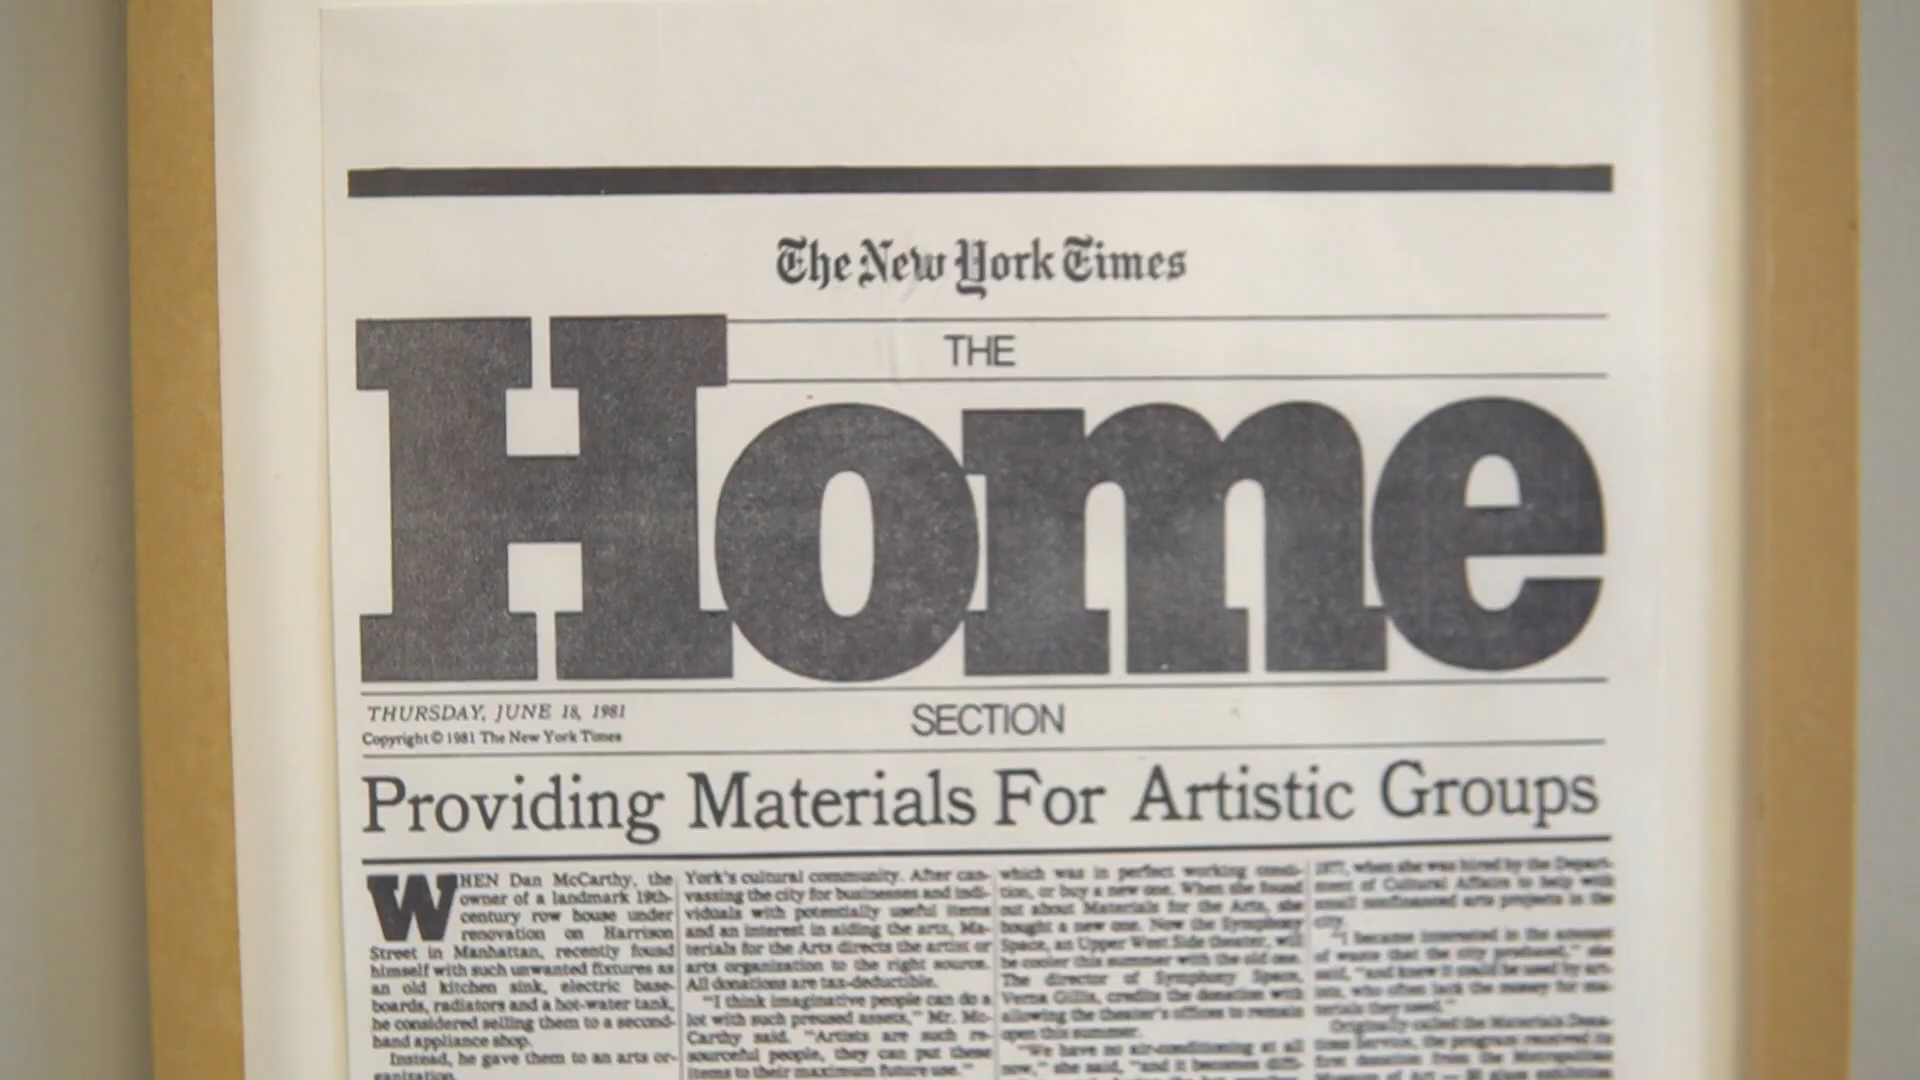 The New York Times
THE
Home
THURSDAY, JUNE 18, 1981
Copyright © 1981 The New York Times
SECTION
Providing Materials For Artistic Groups
WHEN Dan McCarthy, the
owner of a landmark 19th-
century row house under
renovation on Harrison
Street in Manhattan, recently found
himself with such unwanted fixtures as
an old kitchen sink, electric base-
boards, radiators and a hot-water tank,
he considered selling them to a second-
hand appliance shop.
Instead, he gave them to an arts or-
ganization.
York's cultural community. After can-
vassing the city for businesses and indi-
viduals with potentially useful items
and an interest in aiding the arts, Ma-
terials for the Arts directs the artist or
arts organization to the right source.
All donations are tax-deductible.
"I think imaginative people can do a
lot with such preused assets," Mr. Mc-
Carthy said. "Artists are such re-
sourceful people, they can put these
items to their maximum future use."
which was in perfect working condi-
tion, or buy a new one. When she found
out about Materials for the Arts, she
bought a new one. Now the Symphony
Space, an Upper West Side theater, will
be cooler this summer with the old one.
The director of Symphony Space,
Verna Gillis, credits the donation with
allowing the theater's offices to remain
open this summer.
"We have no air-conditioning at all
now," she said, "and it becomes diffi-
1977, when she was hired by the Depart-
ment of Cultural Affairs to help with
small nonfinanced arts projects in the
city.
"I became interested in the amount
of waste that the city produced," she
said, "and knew it could be used by art-
ists, who often lack the money for ma-
terials they need."
Originally called the Materials Dona-
tions Service, the program received its
first donation from the Metropolitan
Museum of Art